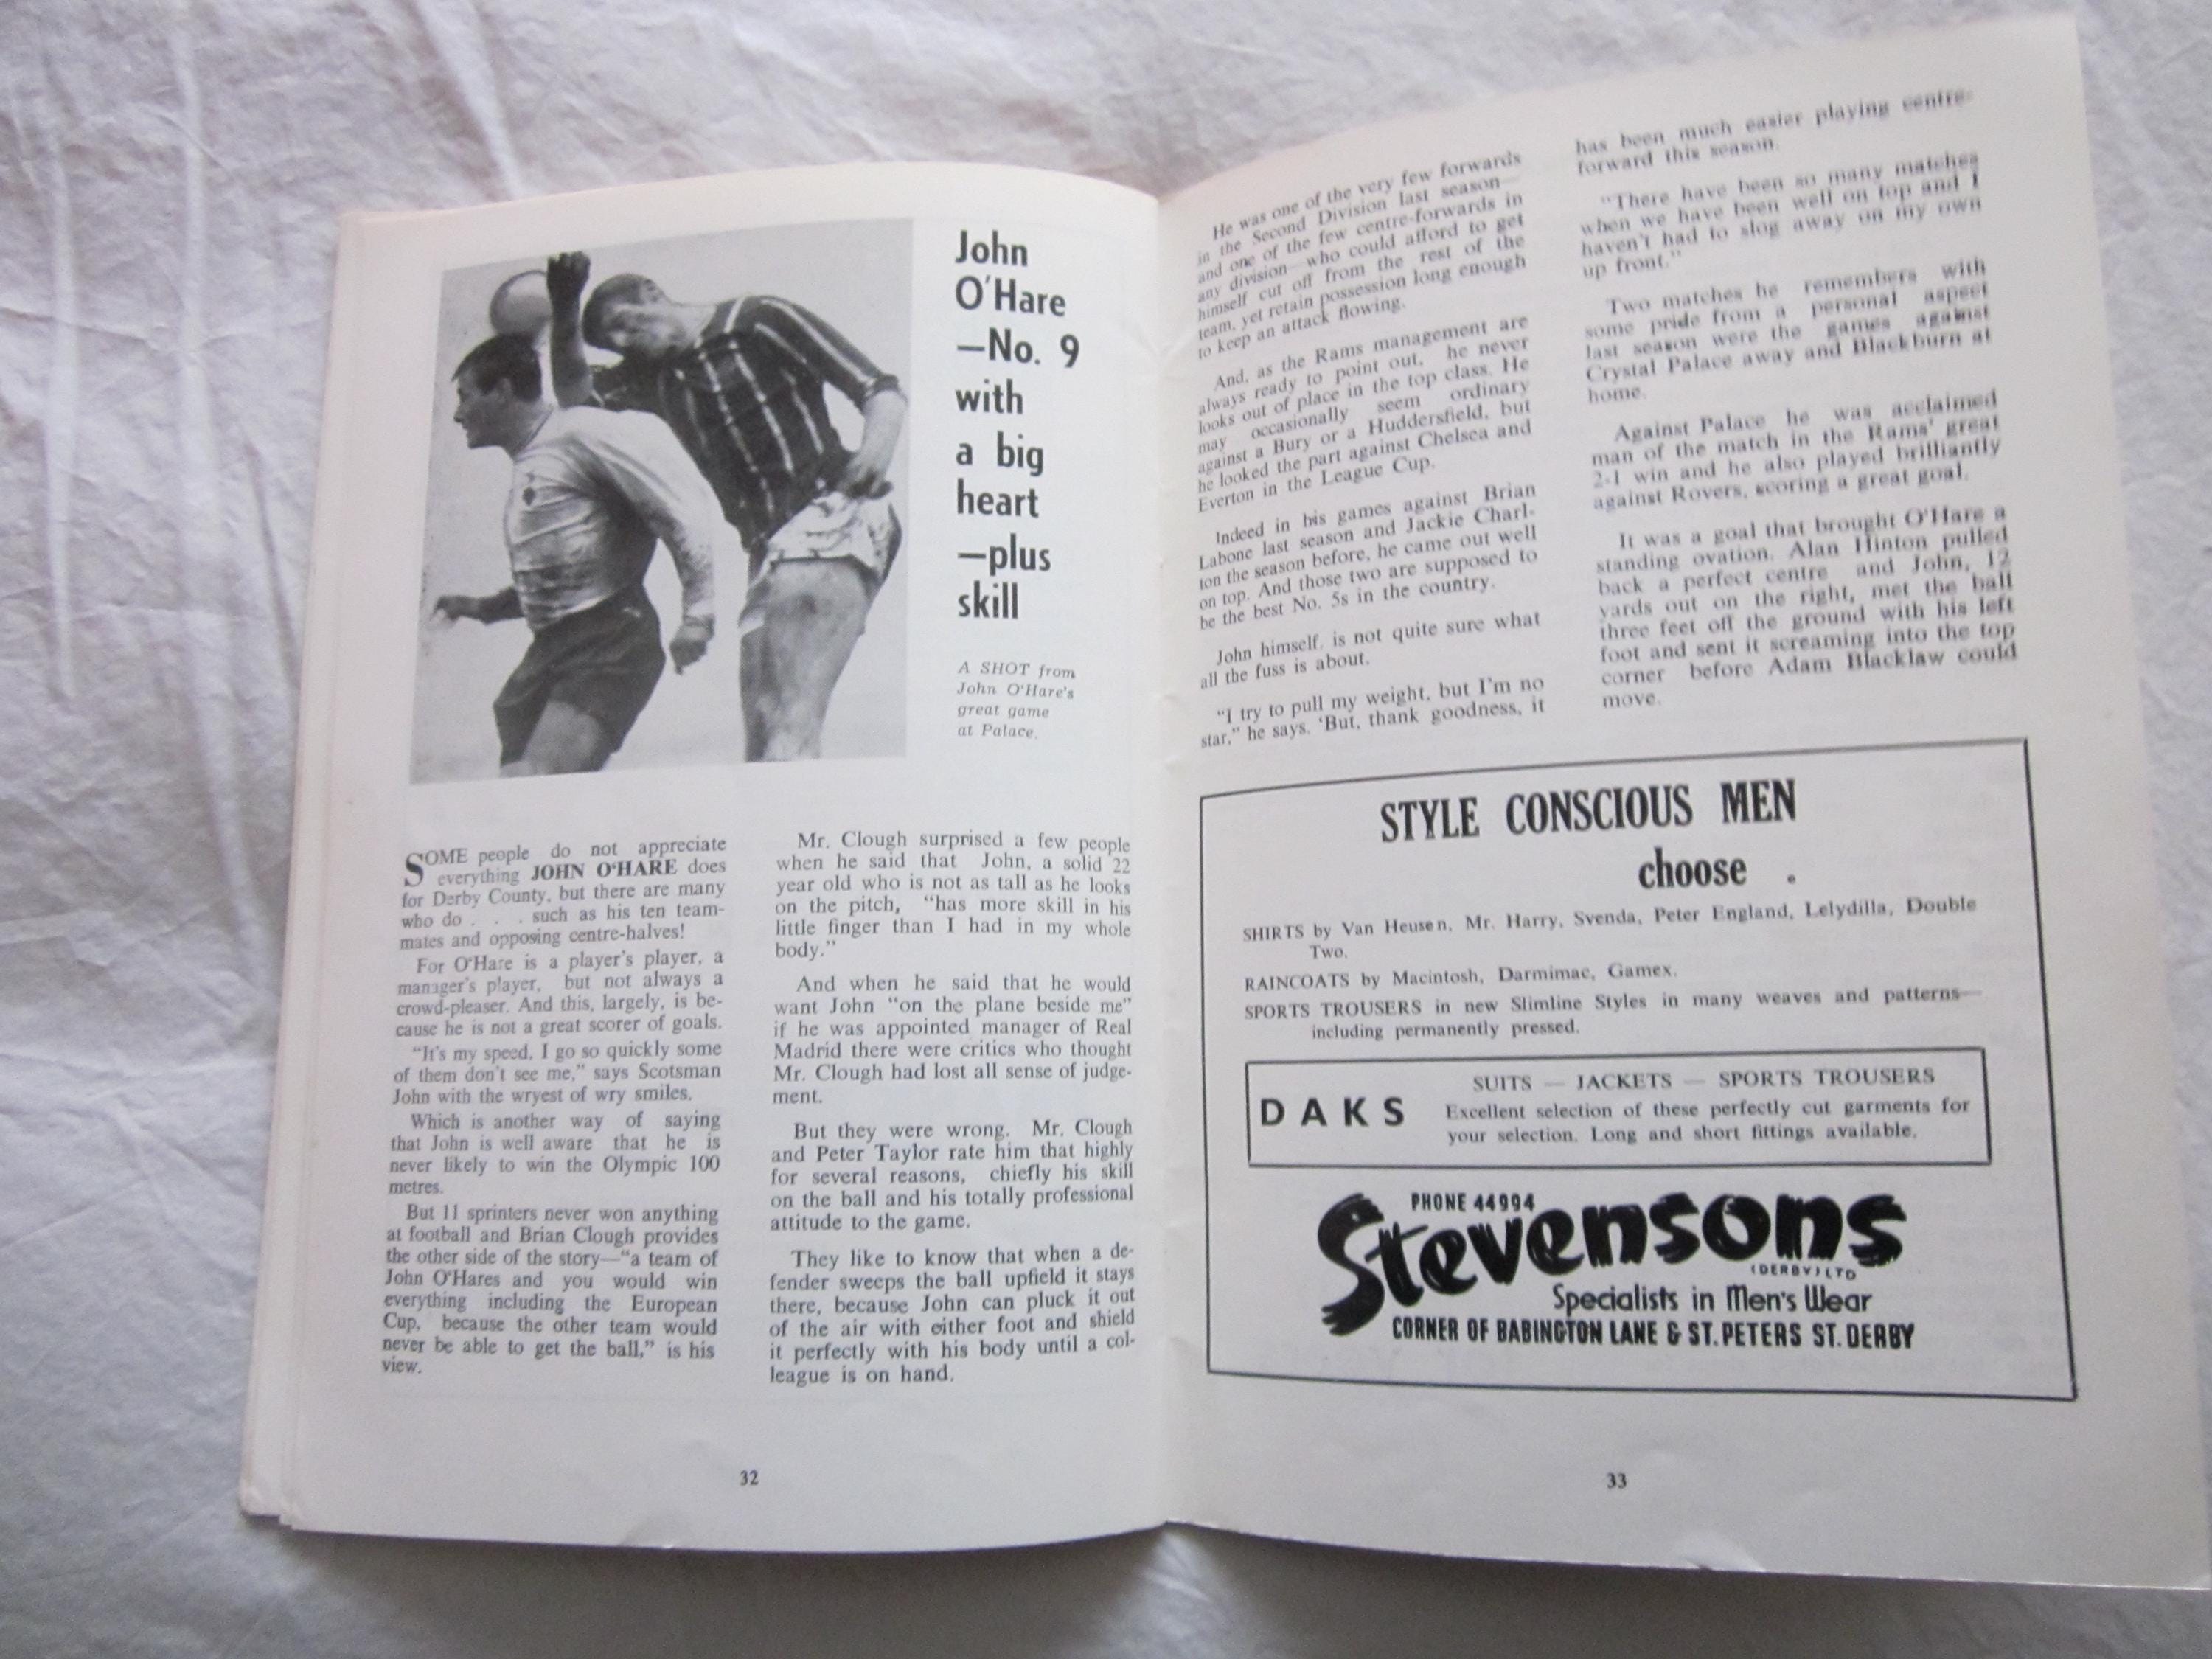 John
O'Hare
—No. 9
with
a big
heart
—plus
skill
A SHOT from
John O'Hare's
great game
at Palace.
SOME people do not appreciate
everything JOHN O'HARE does
for Derby County, but there are many
who do . . . such as his ten team-
mates and opposing centre-halves!
For O'Hare is a player's player, a
manager's player, but not always a
crowd-pleaser. And this, largely, is be-
cause he is not a great scorer of goals.
"It's my speed, I go so quickly some
of them don't see me," says Scotsman
John with the wryest of wry smiles.
Which is another way of saying
that John is well aware that he is
never likely to win the Olympic 100
metres.
But 11 sprinters never won anything
at football and Brian Clough provides
the other side of the story—"a team of
John O'Hares and you would win
everything including the European
Cup, because the other team would
never be able to get the ball," is his
view.
Mr. Clough surprised a few people
when he said that John, a solid 22
year old who is not as tall as he looks
on the pitch, "has more skill in his
little finger than I had in my whole
body."
And when he said that he would
want John "on the plane beside me"
if he was appointed manager of Real
Madrid there were critics who thought
Mr. Clough had lost all sense of judge-
ment.
But they were wrong. Mr. Clough
and Peter Taylor rate him that highly
for several reasons, chiefly his skill
on the ball and his totally professional
attitude to the game.
They like to know that when a de-
fender sweeps the ball upfield it stays
there, because John can pluck it out
of the air with either foot and shield
it perfectly with his body until a col-
league is on hand.
32
He was one of the very few forwards
in the Second Division last season—
and one of the few centre-forwards in
any division—who could afford to get
himself cut off from the rest of the
team, yet retain possession long enough
to keep an attack flowing.
And, as the Rams management are
always ready to point out, he never
looks out of place in the top class. He
may occasionally seem ordinary
against a Bury or a Huddersfield, but
he looked the part against Chelsea and
Everton in the League Cup.
Indeed in his games against Brian
Labone last season and Jackie Charl-
ton the season before, he came out well
on top. And those two are supposed to
be the best No. 5s in the country.
John himself, is not quite sure what
all the fuss is about.
"I try to pull my weight, but I'm no
star," he says. 'But, thank goodness, it
has been much easier playing centre-
forward this season.
"There have been so many matches
when we have been well on top and I
haven't had to slog away on my own
up front."
Two matches he remembers with
some pride from a personal aspect
last season were the games against
Crystal Palace away and Blackburn at
home.
Against Palace he was acclaimed
man of the match in the Rams' great
2-1 win and he also played brilliantly
against Rovers, scoring a great goal.
It was a goal that brought O'Hare a
standing ovation. Alan Hinton pulled
back a perfect centre and John, 12
yards out on the right, met the ball
three feet off the ground with his left
foot and sent it screaming into the top
corner before Adam Blacklaw could
move.
STYLE CONSCIOUS MEN
choose .
SHIRTS by Van Heusen, Mr. Harry, Svenda, Peter England, Lelydilla, Double
Two.
RAINCOATS by Macintosh, Darmimac, Gamex.
SPORTS TROUSERS in new Slimline Styles in many weaves and patterns—
including permanently pressed.
DAKS
SUITS — JACKETS — SPORTS TROUSERS
Excellent selection of these perfectly cut garments for
your selection. Long and short fittings available.
PHONE 44994
Stevensons
(DERBY) LTD
Specialists in Men's Wear
CORNER OF BABINGTON LANE & ST. PETERS ST. DERBY
33